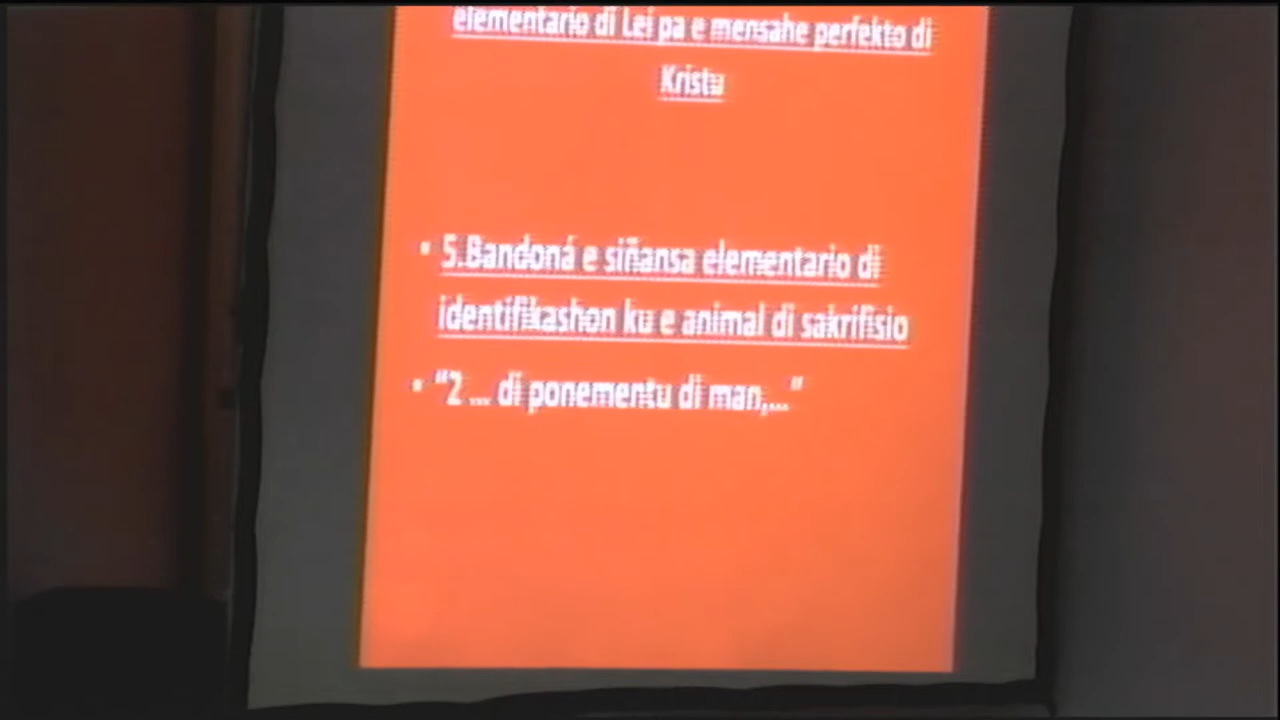 elementario di Lei pa e mensahe perfekto di
Kristu
• 5.Bandoná e siñansa elementario di
identifikashon ku e animal di sakrifisio
• “2 ... di ponementu di man,...”